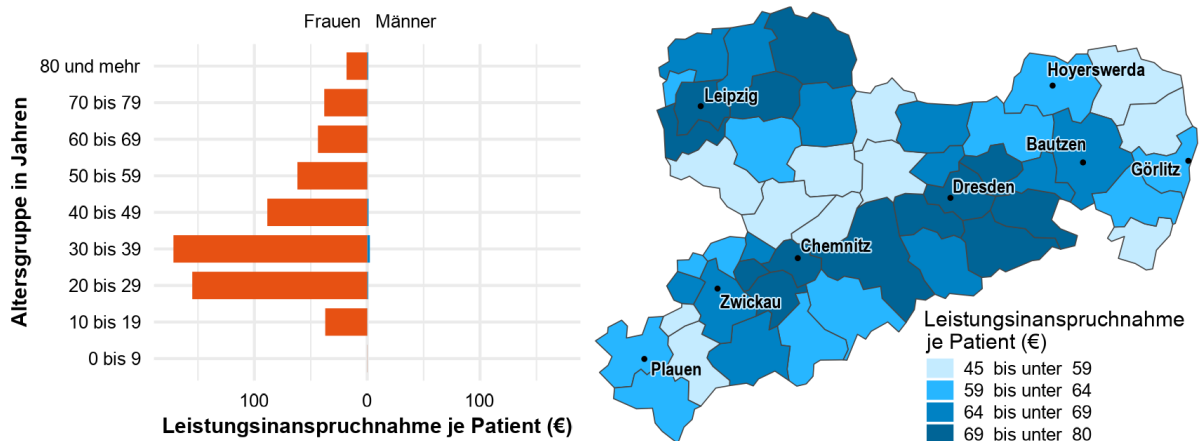 Frauen Männer
80 und mehr
70 bis 79
60 bis 69
50 bis 59
40 bis 49
30 bis 39
20 bis 29
10 bis 19
0 bis 9
Altersgruppe in Jahren
100 0 100
Leistungsinanspruchnahme je Patient (€)
Hoyerswerda
Leipzig
Bautzen
Görlitz
Dresden
Chemnitz
Zwickau
Plauen
Leistungsinanspruchnahme
je Patient (€)
45 bis unter 59
59 bis unter 64
64 bis unter 69
69 bis unter 80